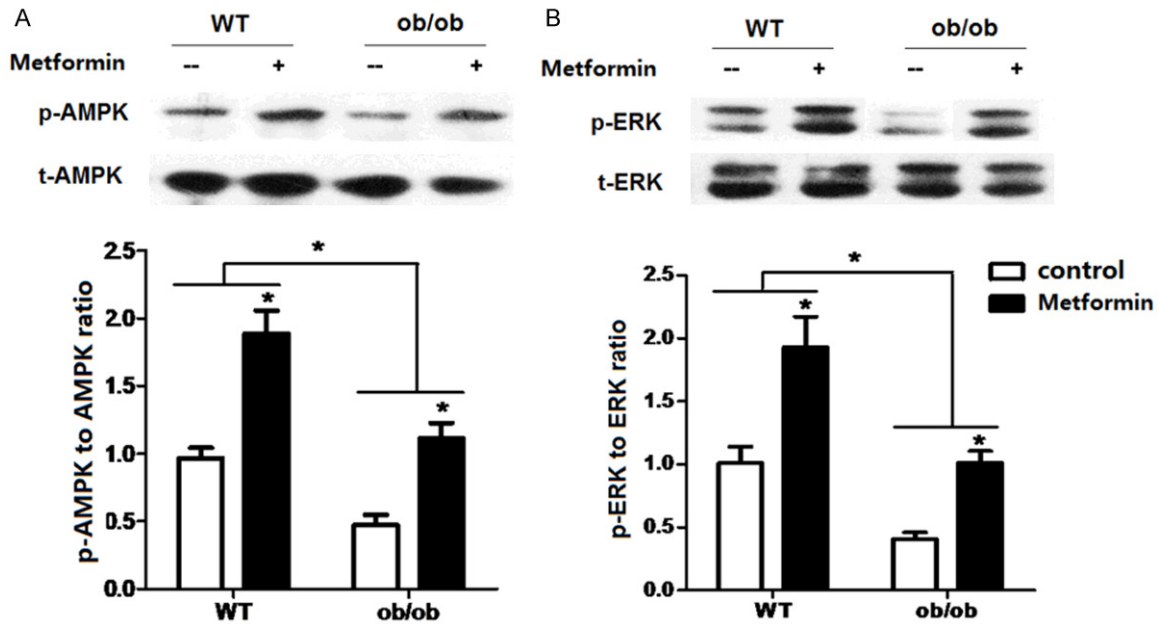 A
WT ob/ob
Metformin -- + -- +
p-AMPK
t-AMPK
p-AMPK to AMPK ratio
2.5
2.0
1.5
1.0
0.5
0.0
*
*
*
WT ob/ob
B
WT ob/ob
Metformin -- + -- +
p-ERK
t-ERK
p-ERK to ERK ratio
2.5
2.0
1.5
1.0
0.5
0.0
*
*
*
WT ob/ob
control
Metformin